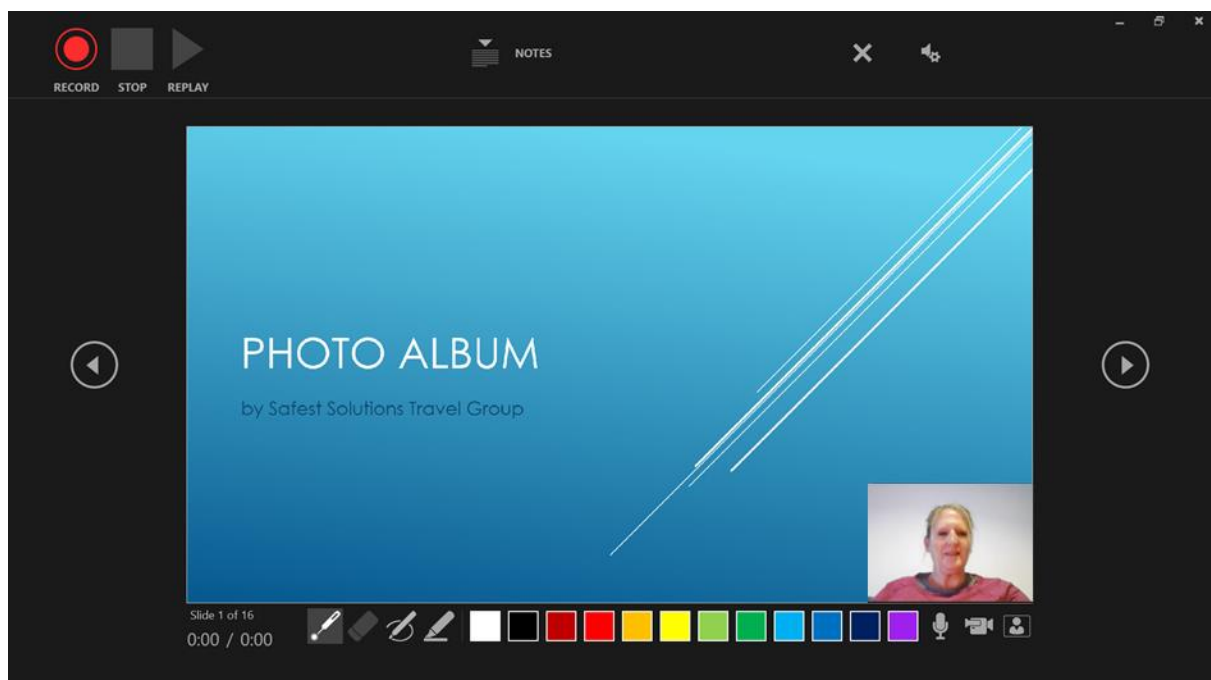 RECORD STOP REPLAY
NOTES
PHOTO ALBUM
by Safest Solutions Travel Group
Slide 1 of 16
0:00 / 0:00